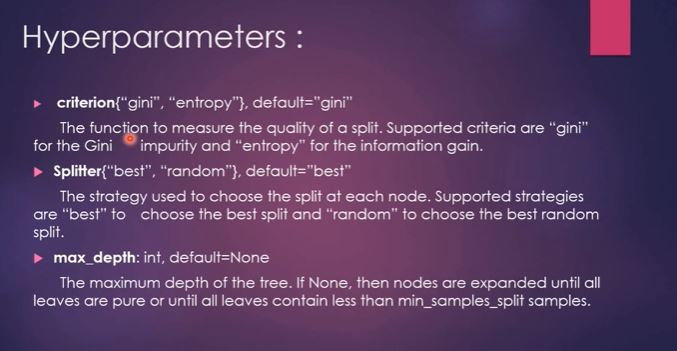 Hyperparameters :
criterion{“gini”, “entropy”}, default=”gini”
The function to measure the quality of a split. Supported criteria are “gini”
for the Gini impurity and “entropy” for the information gain.
Splitter{“best”, “random”}, default=”best”
The strategy used to choose the split at each node. Supported strategies
are “best” to choose the best split and “random” to choose the best random
split.
max_depth: int, default=None
The maximum depth of the tree. If None, then nodes are expanded until all
leaves are pure or until all leaves contain less than min_samples_split samples.